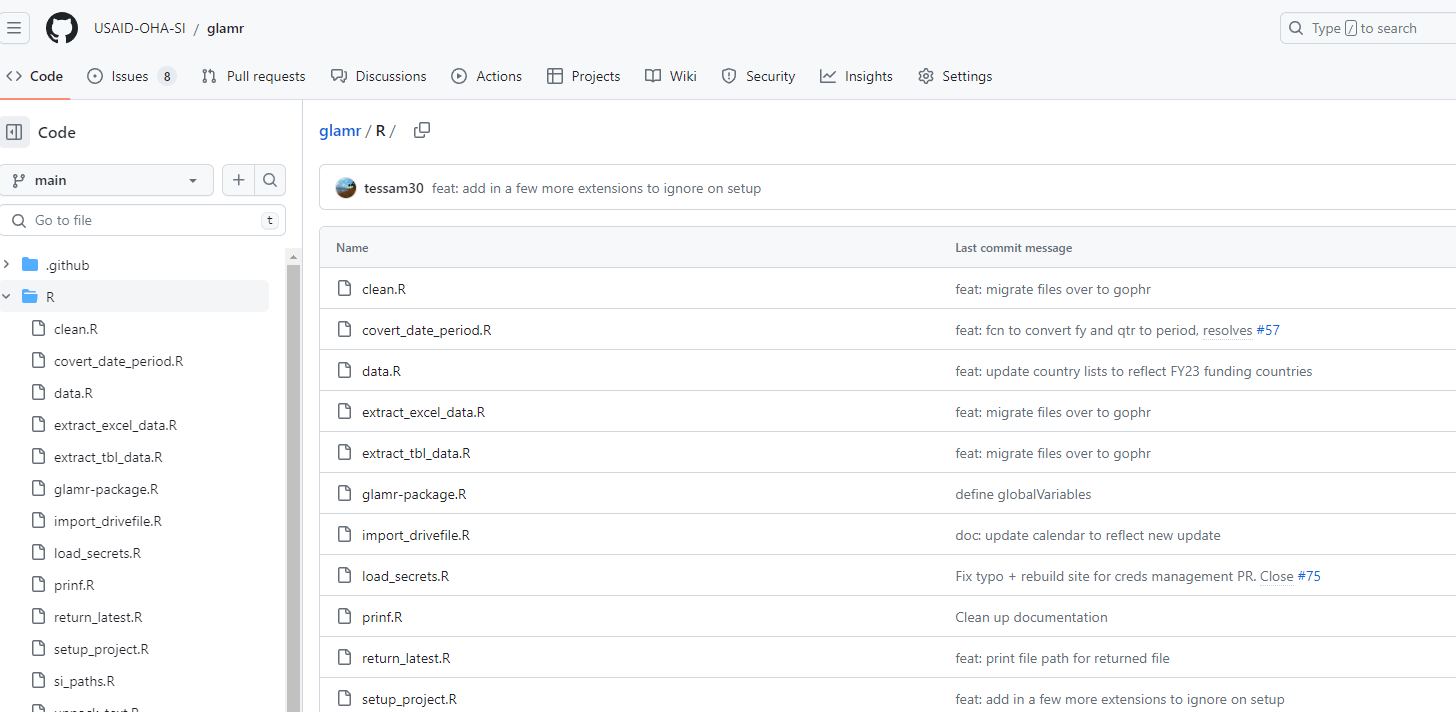 USAID-OHA-SI / glamr
Type / to search
Code
Issues 8
Pull requests
Discussions
Actions
Projects
Wiki
Security
Insights
Settings
Code
main
Go to file
t
.github
R
clean.R
covert_date_period.R
data.R
extract_excel_data.R
extract_tbl_data.R
glamr-package.R
import_drivefile.R
load_secrets.R
prinf.R
return_latest.R
setup_project.R
si_paths.R
unpack_text.R
glamr / R /
tessam30 feat: add in a few more extensions to ignore on setup
Name Last commit message
clean.R feat: migrate files over to gophr
covert_date_period.R feat: fcn to convert fy and qtr to period, resolves #57
data.R feat: update country lists to reflect FY23 funding countries
extract_excel_data.R feat: migrate files over to gophr
extract_tbl_data.R feat: migrate files over to gophr
glamr-package.R define globalVariables
import_drivefile.R doc: update calendar to reflect new update
load_secrets.R Fix typo + rebuild site for creds management PR. Close #75
prinf.R Clean up documentation
return_latest.R feat: print file path for returned file
setup_project.R feat: add in a few more extensions to ignore on setup